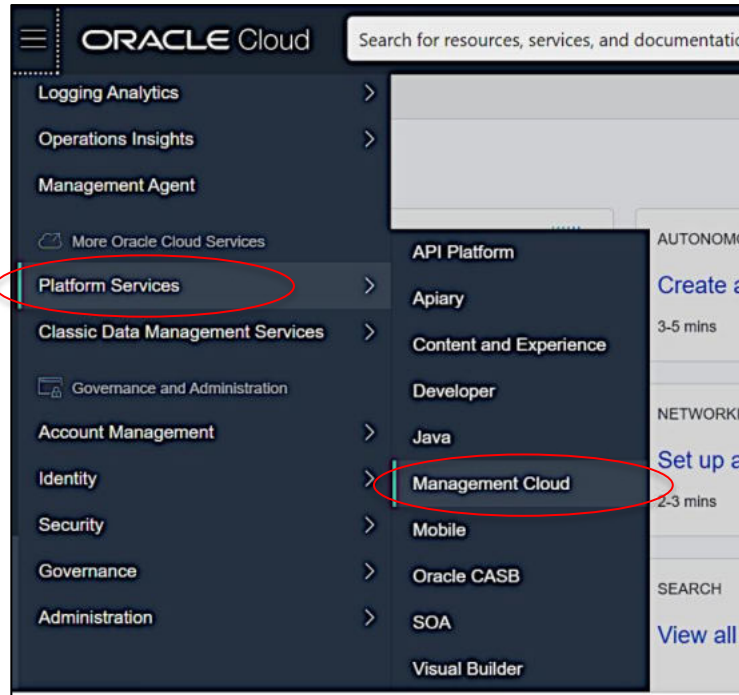 ORACLE Cloud
Search for resources, services, and documentatio
Logging Analytics
Operations Insights
Management Agent
More Oracle Cloud Services
Platform Services
Classic Data Management Services
Governance and Administration
Account Management
Identity
Security
Governance
Administration
API Platform
Apiary
Content and Experience
Developer
Java
Management Cloud
Mobile
Oracle CASB
SOA
Visual Builder
AUTONOMO
Create a
3-5 mins
NETWORKI
Set up a
2-3 mins
SEARCH
View all